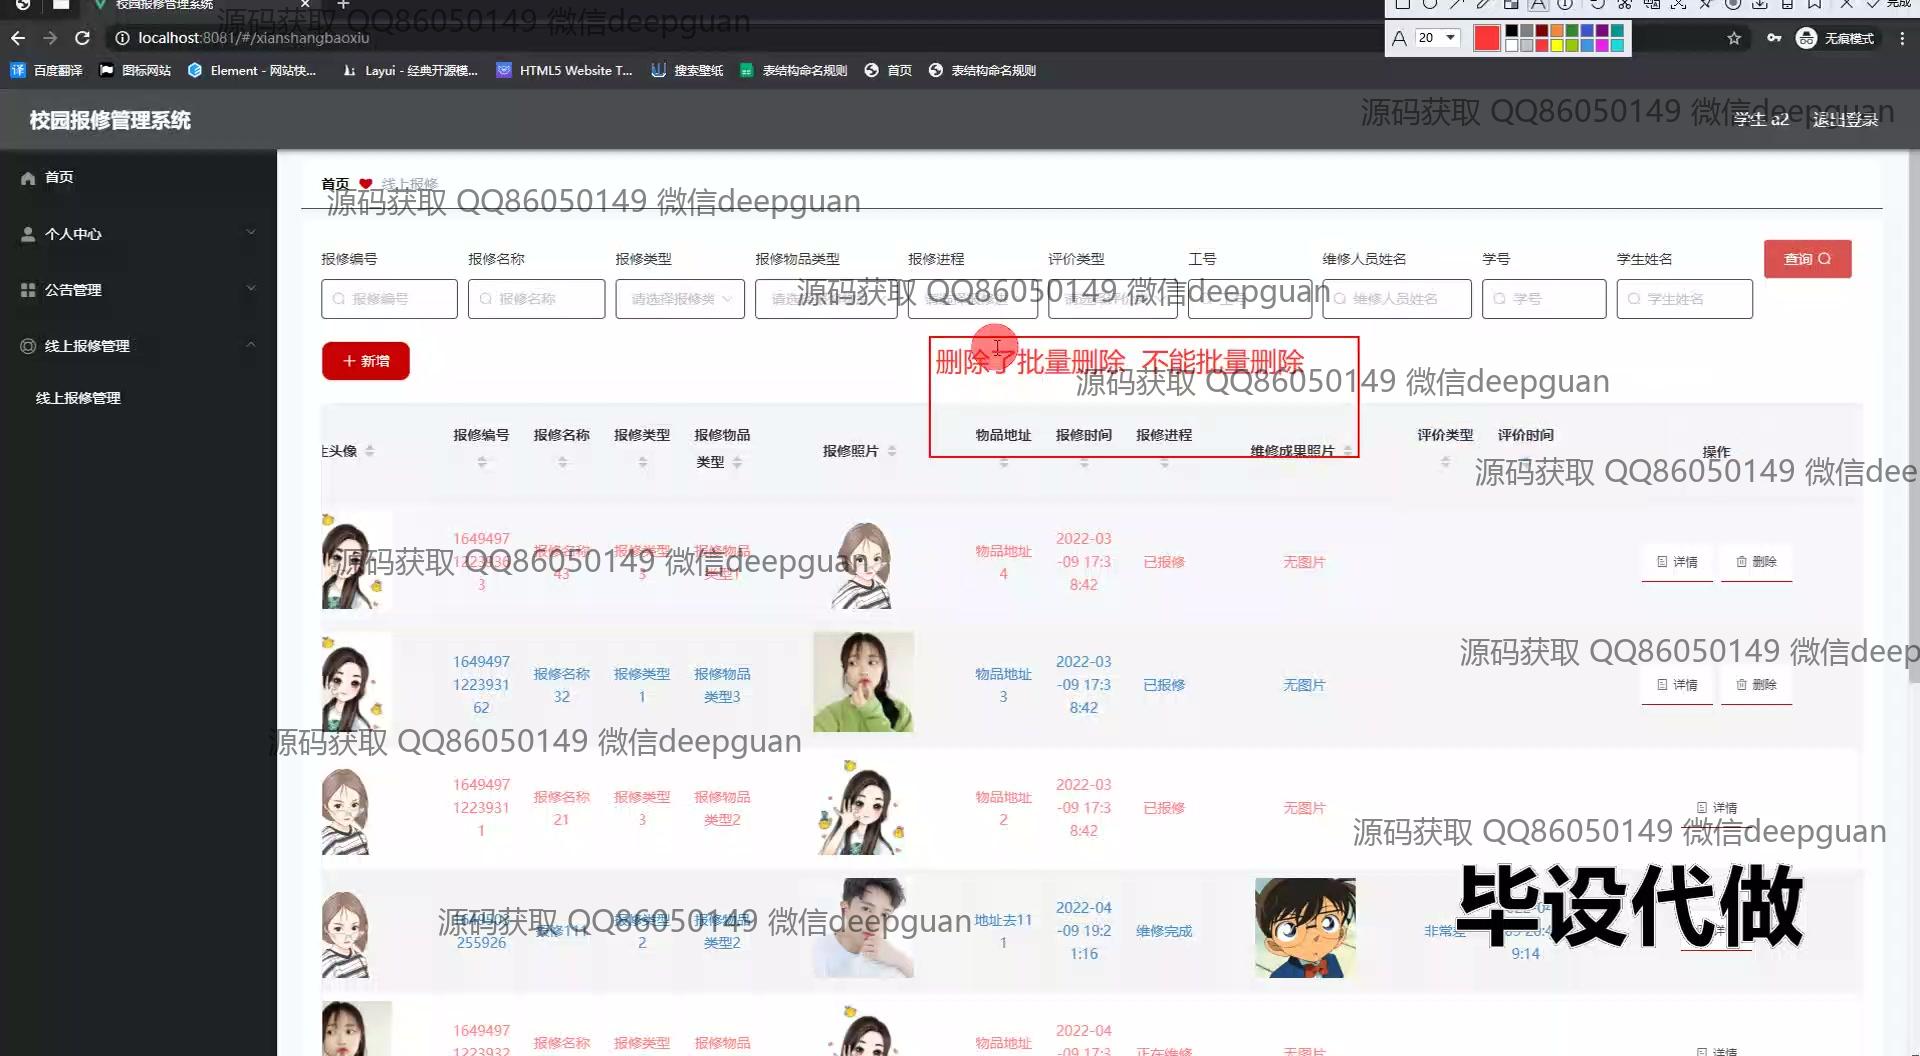 校园报修管理系统
源码获取 QQ86050149 微信deepguan
localhost:8081/#/xianshangbaoxiu
A 20
无痕模式
完成
百度翻译 图标网站 Element - 网站快... Layui - 经典开源模... HTML5 Website T... 搜索壁纸 表结构命名规则 首页 表结构命名规则
校园报修管理系统
源码获取 QQ86050149 微信deepguan
学生 a2 退出登录
首页
个人中心
公告管理
线上报修管理
线上报修管理
首页 线上报修
源码获取 QQ86050149 微信deepguan
报修编号 报修名称 报修类型 报修物品类型 报修进程 评价类型 工号 维修人员姓名 学号 学生姓名
查询
报修编号 报修名称 请选择报修类 维修人员姓名 学号 学生姓名
源码获取 QQ86050149 微信deepguan
新增
删除了批量删除 不能批量删除
源码获取 QQ86050149 微信deepguan
生头像 报修编号 报修名称 报修类型 报修物品类型 报修照片 物品地址 报修时间 报修进程 维修成果照片 评价类型 评价时间 操作
源码获取 QQ86050149 微信dee
报修名称43 报修类型3 报修物品类型1 物品地址4 2022-03-09 17:38:42 已报修 无图片 详情 删除
源码获取 QQ86050149 微信deepguan
1649497122393162 报修名称32 报修类型1 报修物品类型3 物品地址3 2022-03-09 17:38:42 已报修 无图片 详情 删除
源码获取 QQ86050149 微信deep
源码获取 QQ86050149 微信deepguan
164949712239311 报修名称21 报修类型3 报修物品类型2 物品地址2 2022-03-09 17:38:42 已报修 无图片 详情
源码获取 QQ86050149 微信deepguan
255926 报修111 报修类型2 报修物品类型2 地址去111 2022-04-09 19:21:16 维修完成 非常差 9:14
源码获取 QQ86050149 微信deepguan
毕设代做
1649497 报修名称 报修类型 报修物品 物品地址 2022-04
1223932 -09 17:3 正在维修 无图片 详情